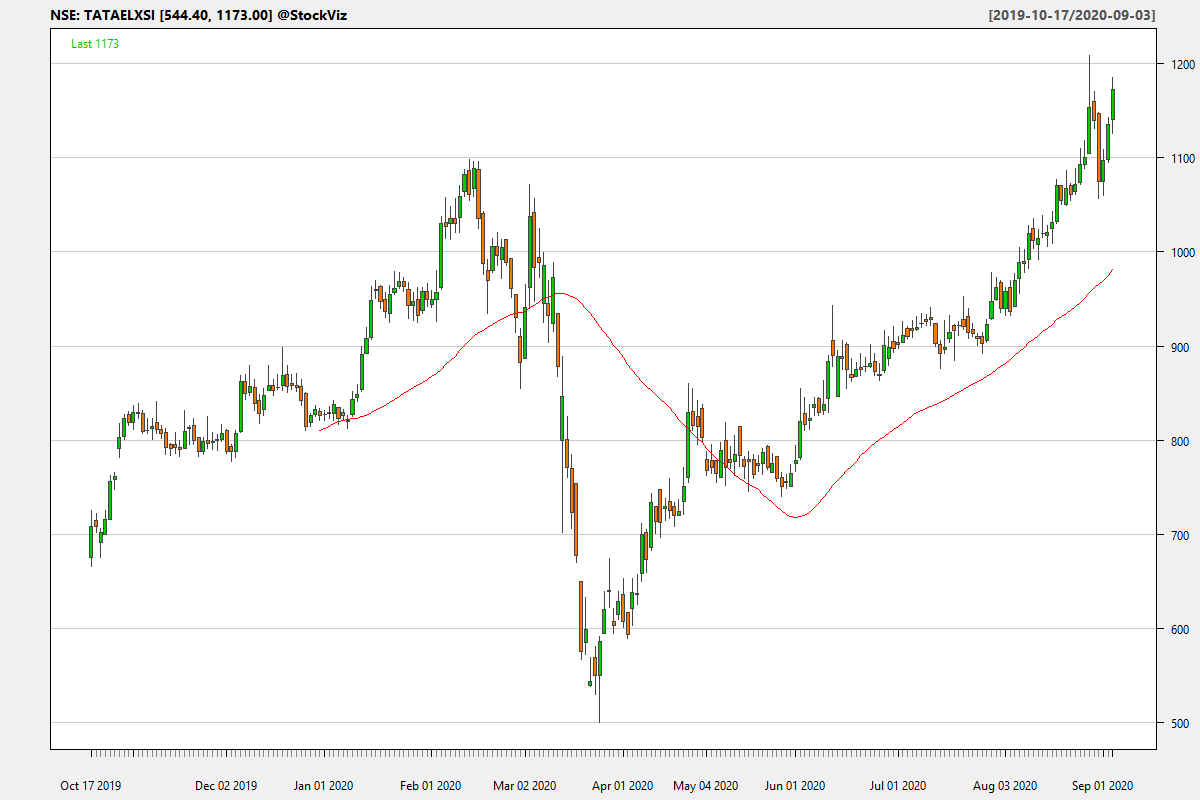 NSE: TATAELXSI [544.40, 1173.00] @StockViz
[2019-10-17/2020-09-03]
Last 1173
1200
1100
1000
900
800
700
600
500
Oct 17 2019
Dec 02 2019
Jan 01 2020
Feb 01 2020
Mar 02 2020
Apr 01 2020
May 04 2020
Jun 01 2020
Jul 01 2020
Aug 03 2020
Sep 01 2020